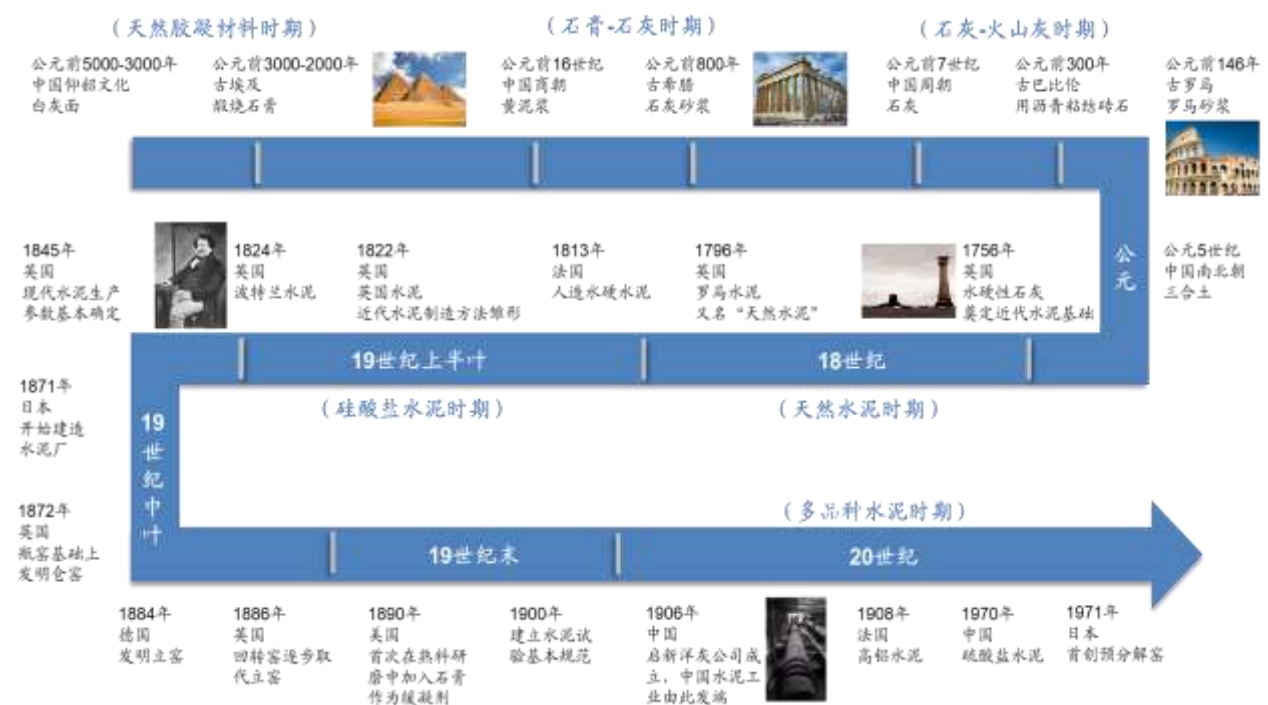 （天然胶凝材料时期）
（石膏-石灰时期）
（石灰-火山灰时期）
公元前5000-3000年
中国仰韶文化
白灰面
公元前3000-2000年
古埃及
煅烧石膏
公元前16世纪
中国商朝
黄泥浆
公元前800年
古希腊
石灰砂浆
公元前7世纪
中国周朝
石灰
公元前300年
古巴比伦
用沥青粘结砖石
公元前146年
古罗马
罗马砂浆
公元
公元5世纪
中国南北朝
三合土
1756年
英国
水硬性石灰
奠定近代水泥基础
1796年
英国
罗马水泥
又名“天然水泥”
1813年
法国
人造水硬水泥
1822年
英国
英国水泥
近代水泥制造方法雏形
1824年
英国
波特兰水泥
1845年
英国
现代水泥生产
参数基本确定
19世纪上半叶
18世纪
（硅酸盐水泥时期）
（天然水泥时期）
19世纪中叶
1871年
日本
开始建造
水泥厂
1872年
英国
瓶窑基础上
发明仓窑
（多品种水泥时期）
19世纪末
20世纪
1884年
德国
发明立窑
1886年
英国
回转窑逐步取
代立窑
1890年
美国
首次在熟料研
磨中加入石膏
作为缓凝剂
1900年
建立水泥试
验基本规范
1906年
中国
启新洋灰公司成
立，中国水泥工
业由此发端
1908年
法国
高铝水泥
1970年
中国
硫酸盐水泥
1971年
日本
首创预分解窑